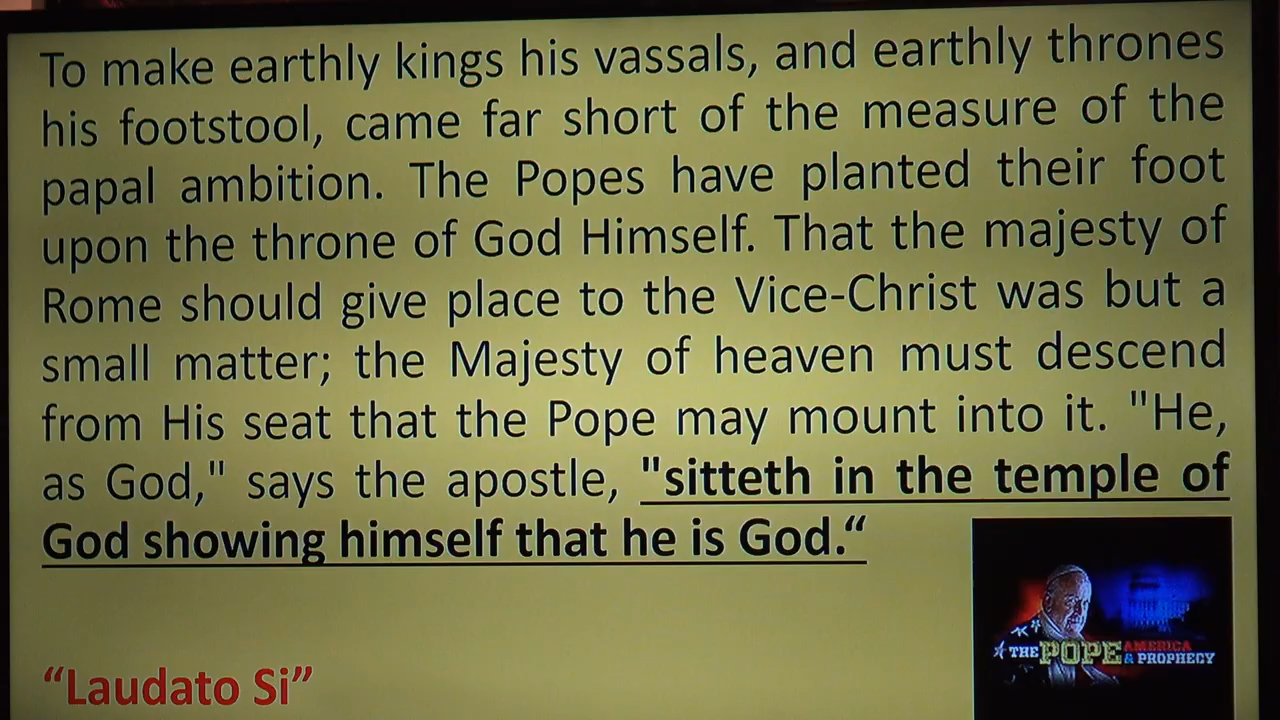 To make earthly kings his vassals, and earthly thrones
his footstool, came far short of the measure of the
papal ambition. The Popes have planted their foot
upon the throne of God Himself. That the majesty of
Rome should give place to the Vice-Christ was but a
small matter; the Majesty of heaven must descend
from His seat that the Pope may mount into it. "He,
as God," says the apostle, "sitteth in the temple of
God showing himself that he is God.“
“Laudato Si”
THE POPE AMERICA
& PROPHECY